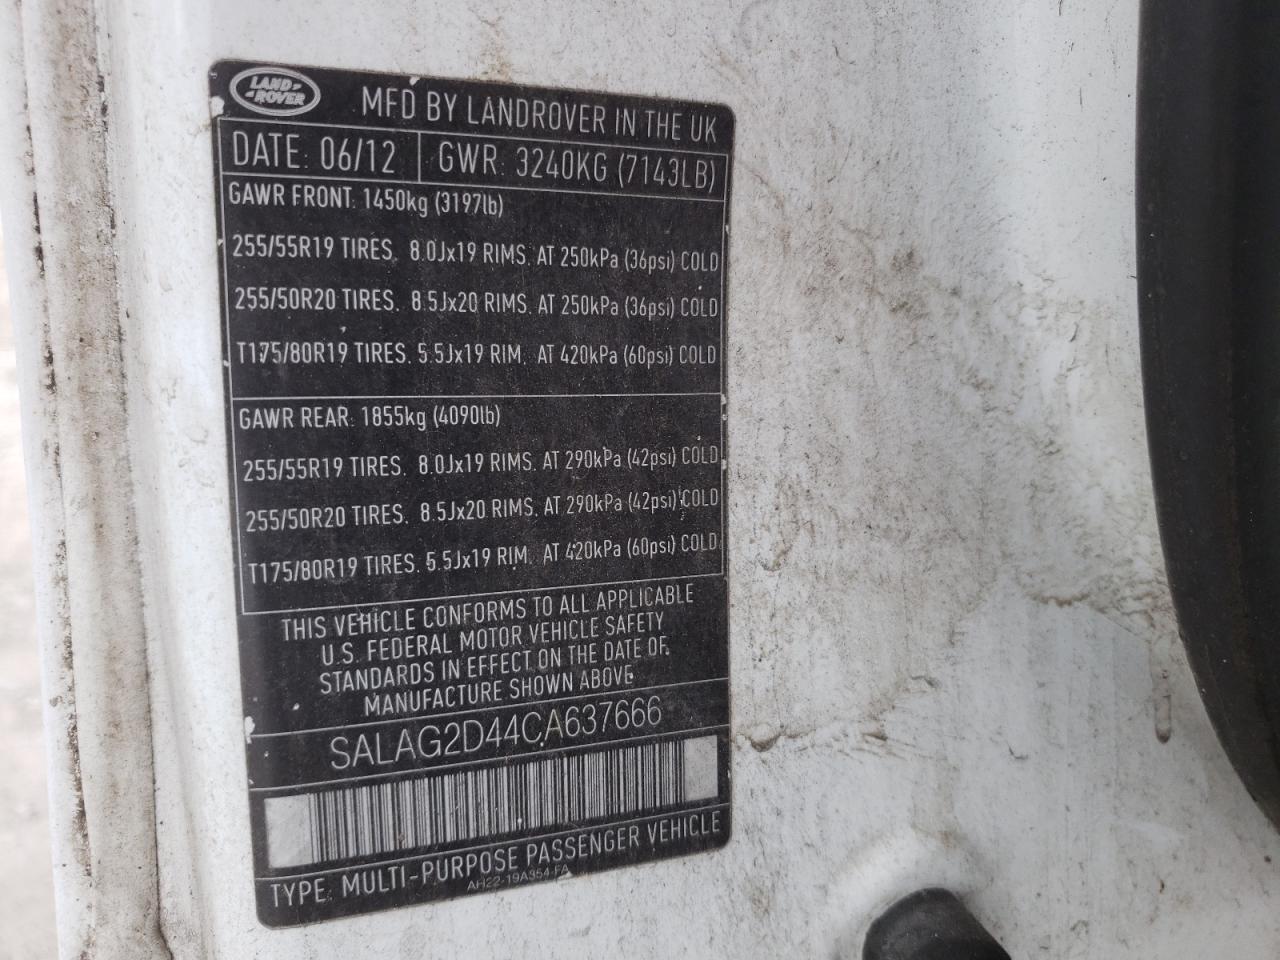 LAND-
-ROVER
MFD BY LANDROVER IN THE UK
DATE: 06/12 GWR: 3240KG (7143LB)
GAWR FRONT: 1450kg (3197lb)
255/55R19 TIRES. 8.0Jx19 RIMS. AT 250kPa (36psi) COLD
255/50R20 TIRES. 8.5Jx20 RIMS. AT 250kPa (36psi) COLD
T175/80R19 TIRES. 5.5Jx19 RIM. AT 420kPa (60psi) COLD
GAWR REAR: 1855kg (4090lb)
255/55R19 TIRES. 8.0Jx19 RIMS. AT 290kPa (42psi) COLD
255/50R20 TIRES. 8.5Jx20 RIMS. AT 290kPa (42psi) COLD
T175/80R19 TIRES. 5.5Jx19 RIM. AT 420kPa (60psi) COLD
THIS VEHICLE CONFORMS TO ALL APPLICABLE
U.S. FEDERAL MOTOR VEHICLE SAFETY
STANDARDS IN EFFECT ON THE DATE OF
MANUFACTURE SHOWN ABOVE
SALAG2D44CA637666
TYPE: MULTI-PURPOSE PASSENGER VEHICLE
AH22-19A354-FA